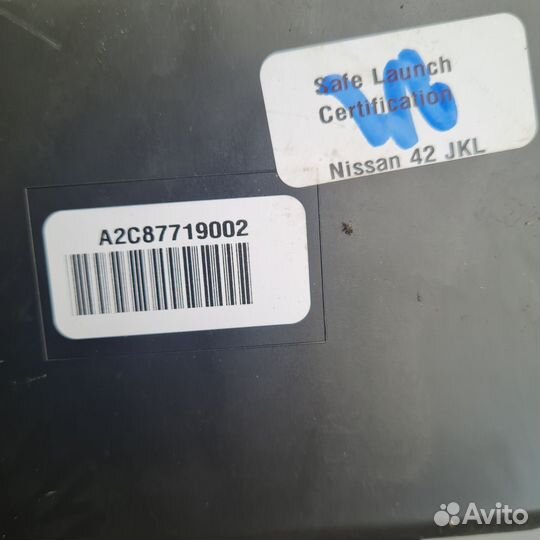 Safe Launch
Certification
Nissan 42 JKL
A2C87719002
Avito